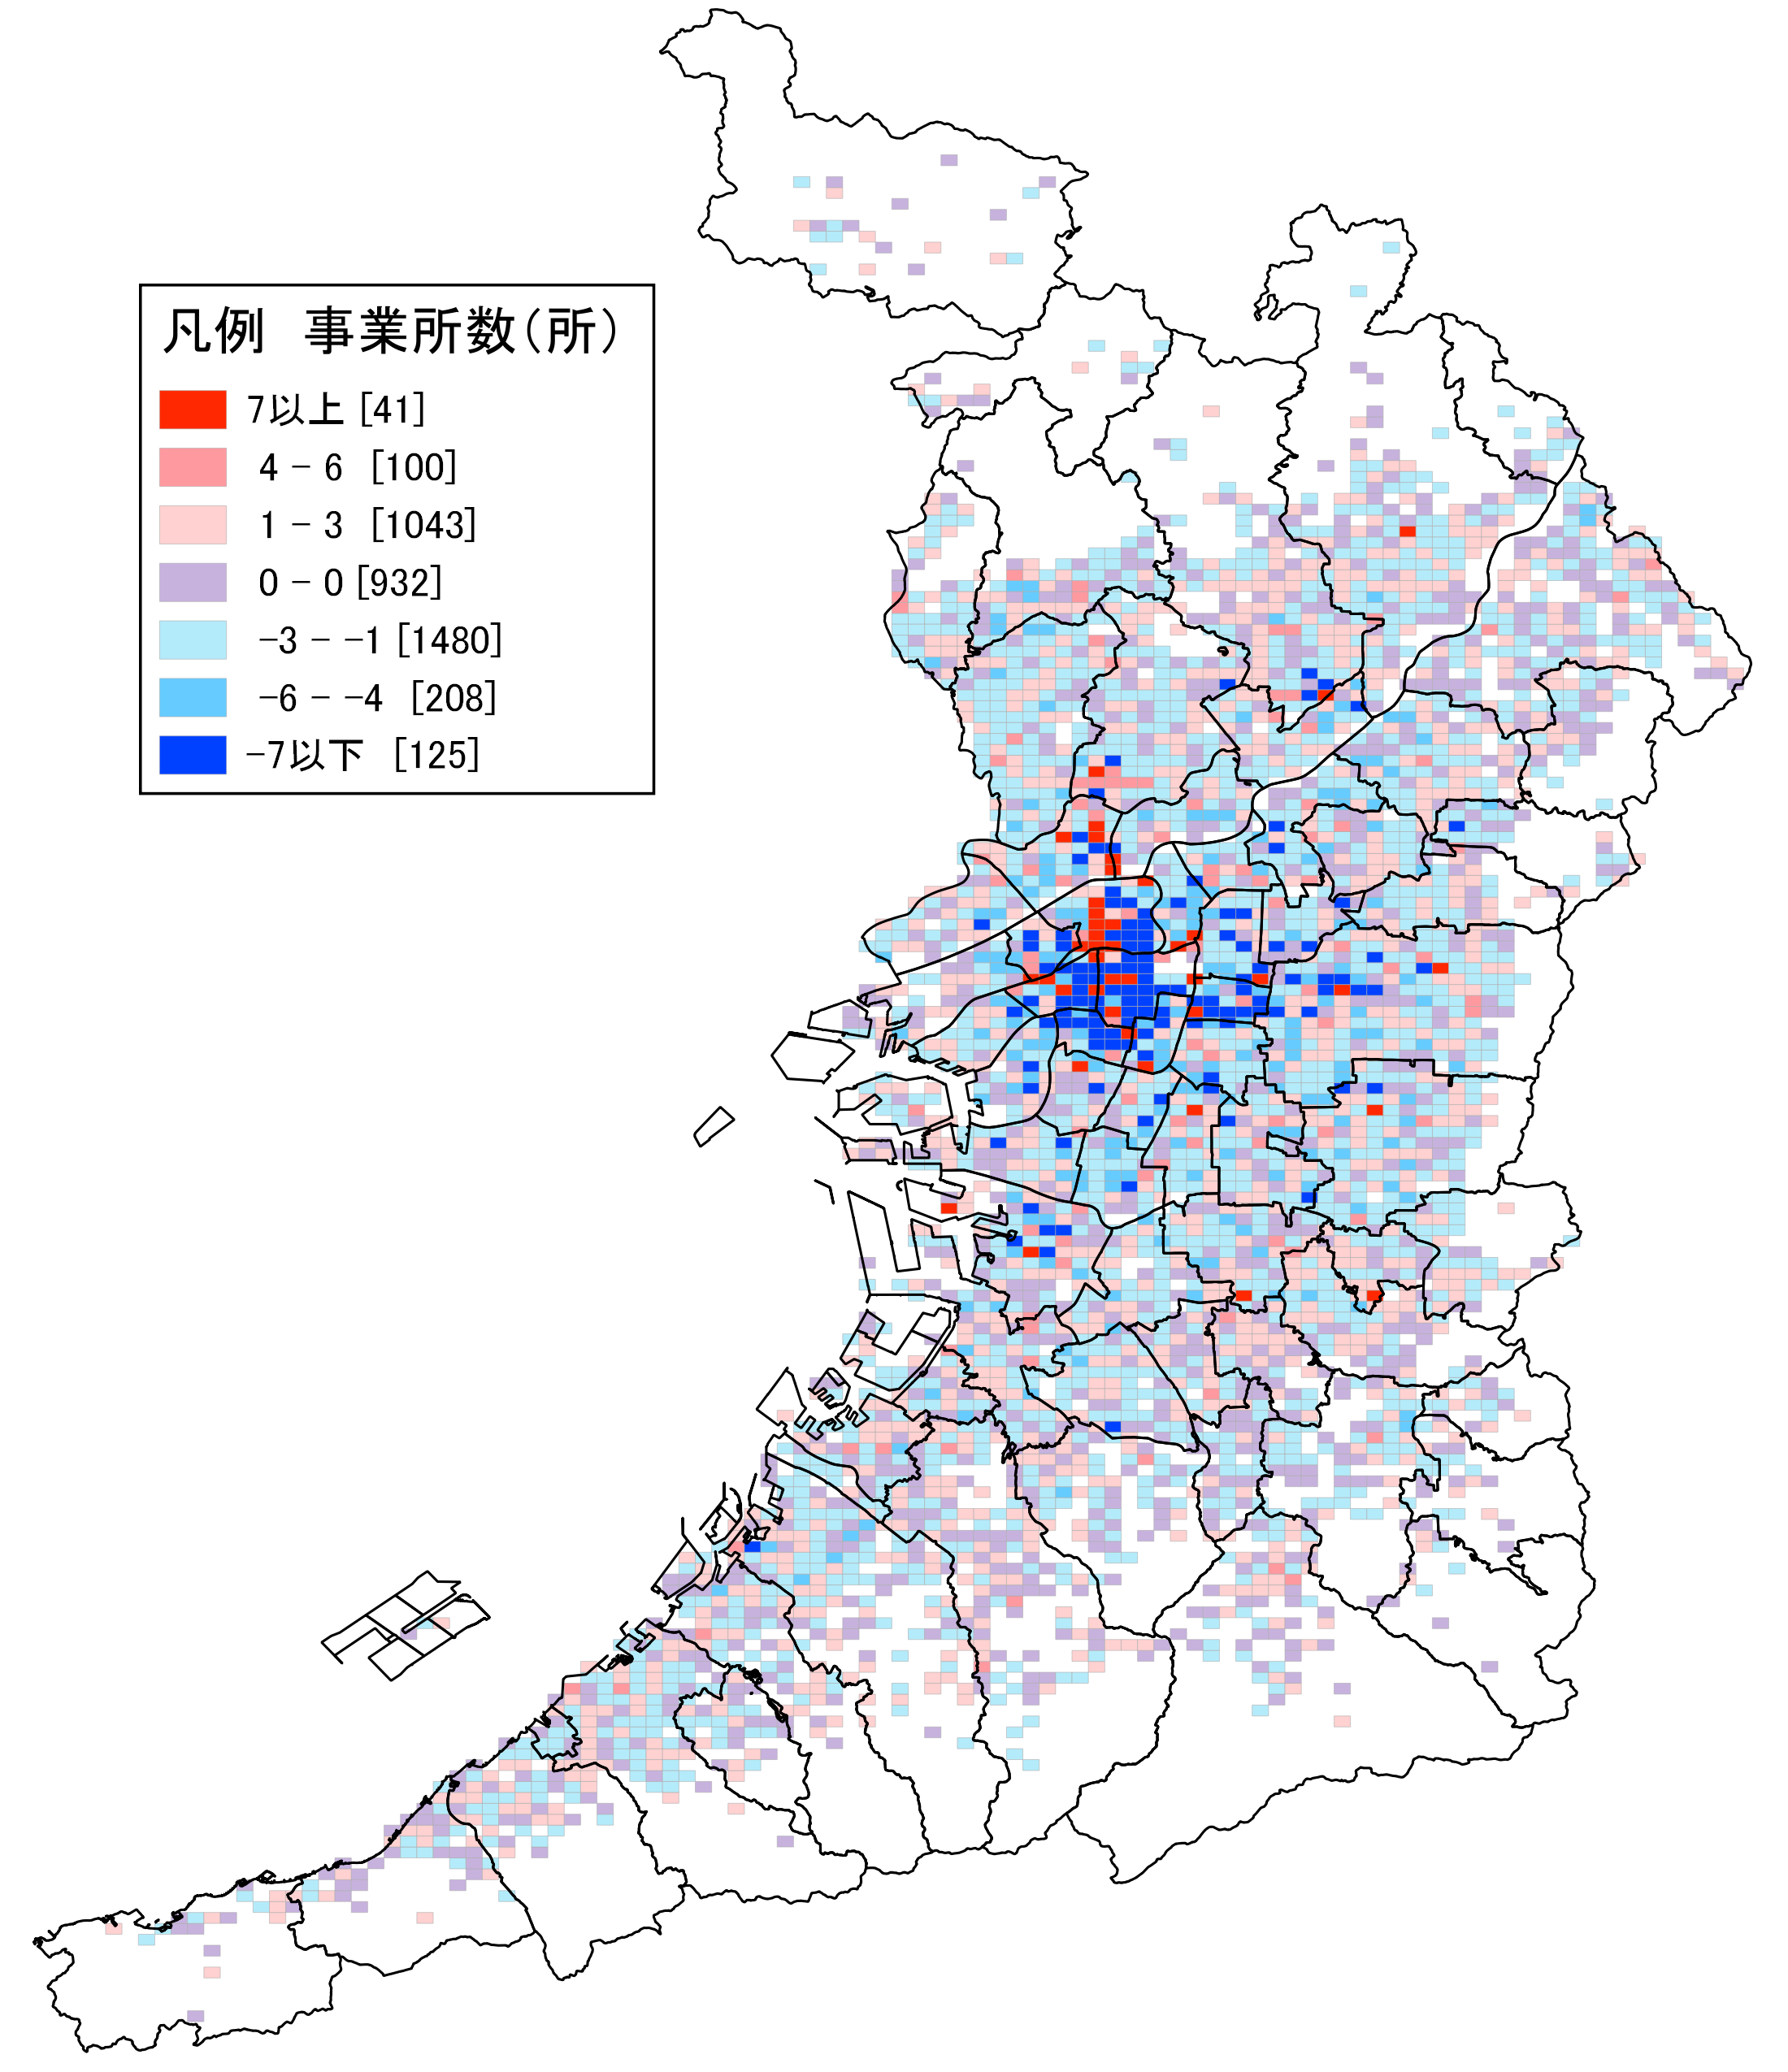 凡例　事業所数(所)
7以上 [41]
4 - 6 [100]
1 - 3 [1043]
0 - 0 [932]
-3 - -1 [1480]
-6 - -4 [208]
-7以下 [125]